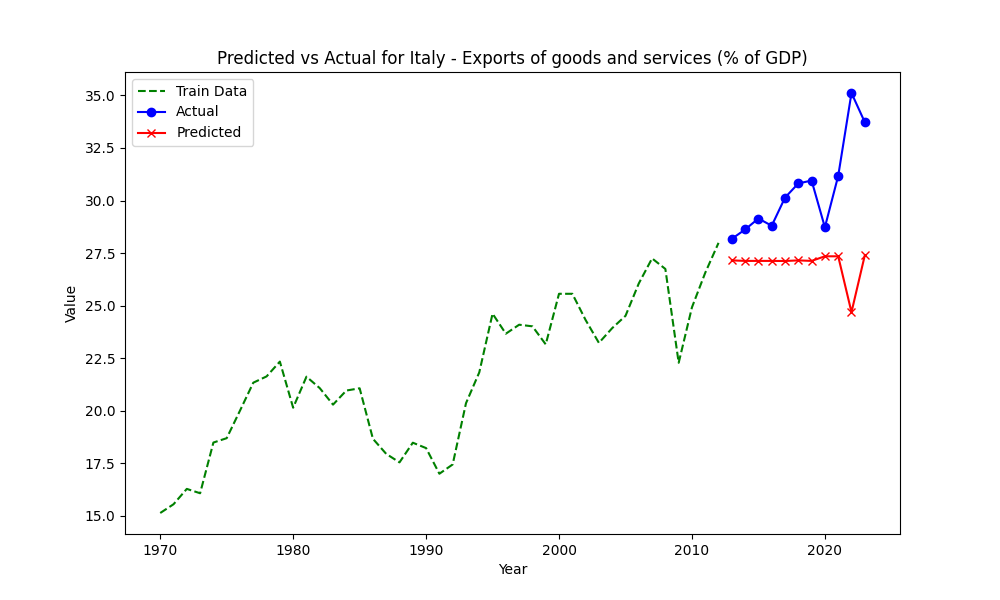 Predicted vs Actual for Italy - Exports of goods and services (% of GDP)
Train Data
Actual
Predicted
35.0
32.5
30.0
27.5
25.0
22.5
20.0
17.5
15.0
Value
1970 1980 1990 2000 2010 2020
Year